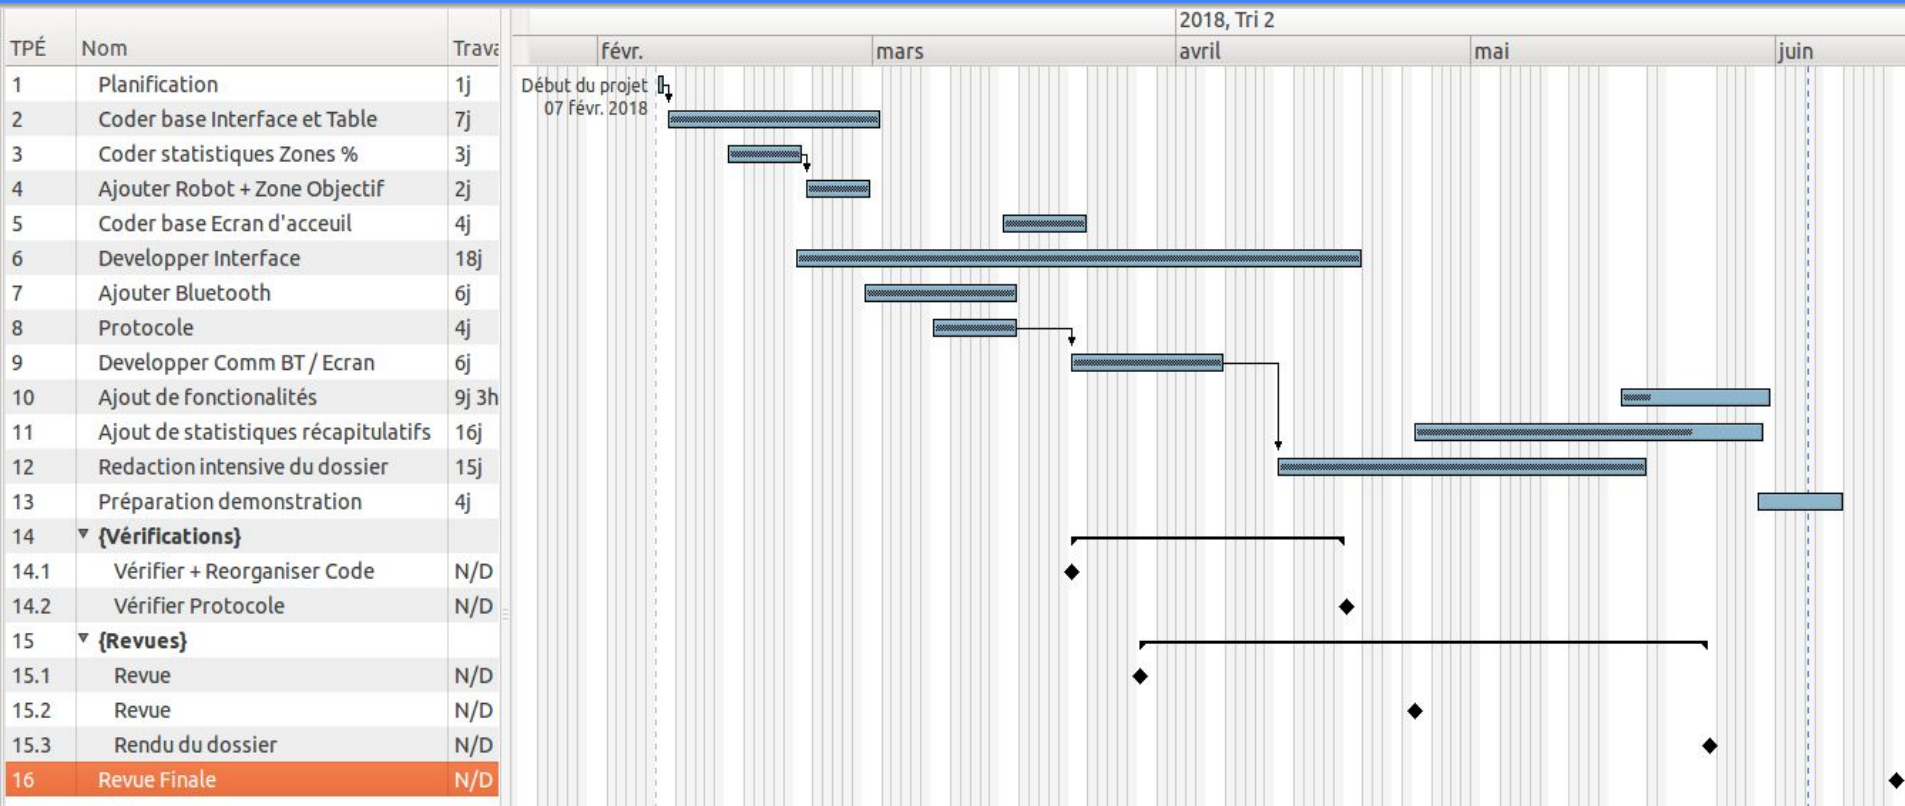 2018, Tri 2
TPÉ Nom Trava févr. mars avril mai juin
1 Planification 1j
Début du projet
07 févr. 2018
2 Coder base Interface et Table 7j
3 Coder statistiques Zones % 3j
4 Ajouter Robot + Zone Objectif 2j
5 Coder base Ecran d'acceuil 4j
6 Developper Interface 18j
7 Ajouter Bluetooth 6j
8 Protocole 4j
9 Developper Comm BT / Ecran 6j
10 Ajout de fonctionalités 9j 3h
11 Ajout de statistiques récapitulatifs 16j
12 Redaction intensive du dossier 15j
13 Préparation demonstration 4j
14 {Vérifications}
14.1 Vérifier + Reorganiser Code N/D
14.2 Vérifier Protocole N/D
15 {Revues}
15.1 Revue N/D
15.2 Revue N/D
15.3 Rendu du dossier N/D
16 Revue Finale N/D